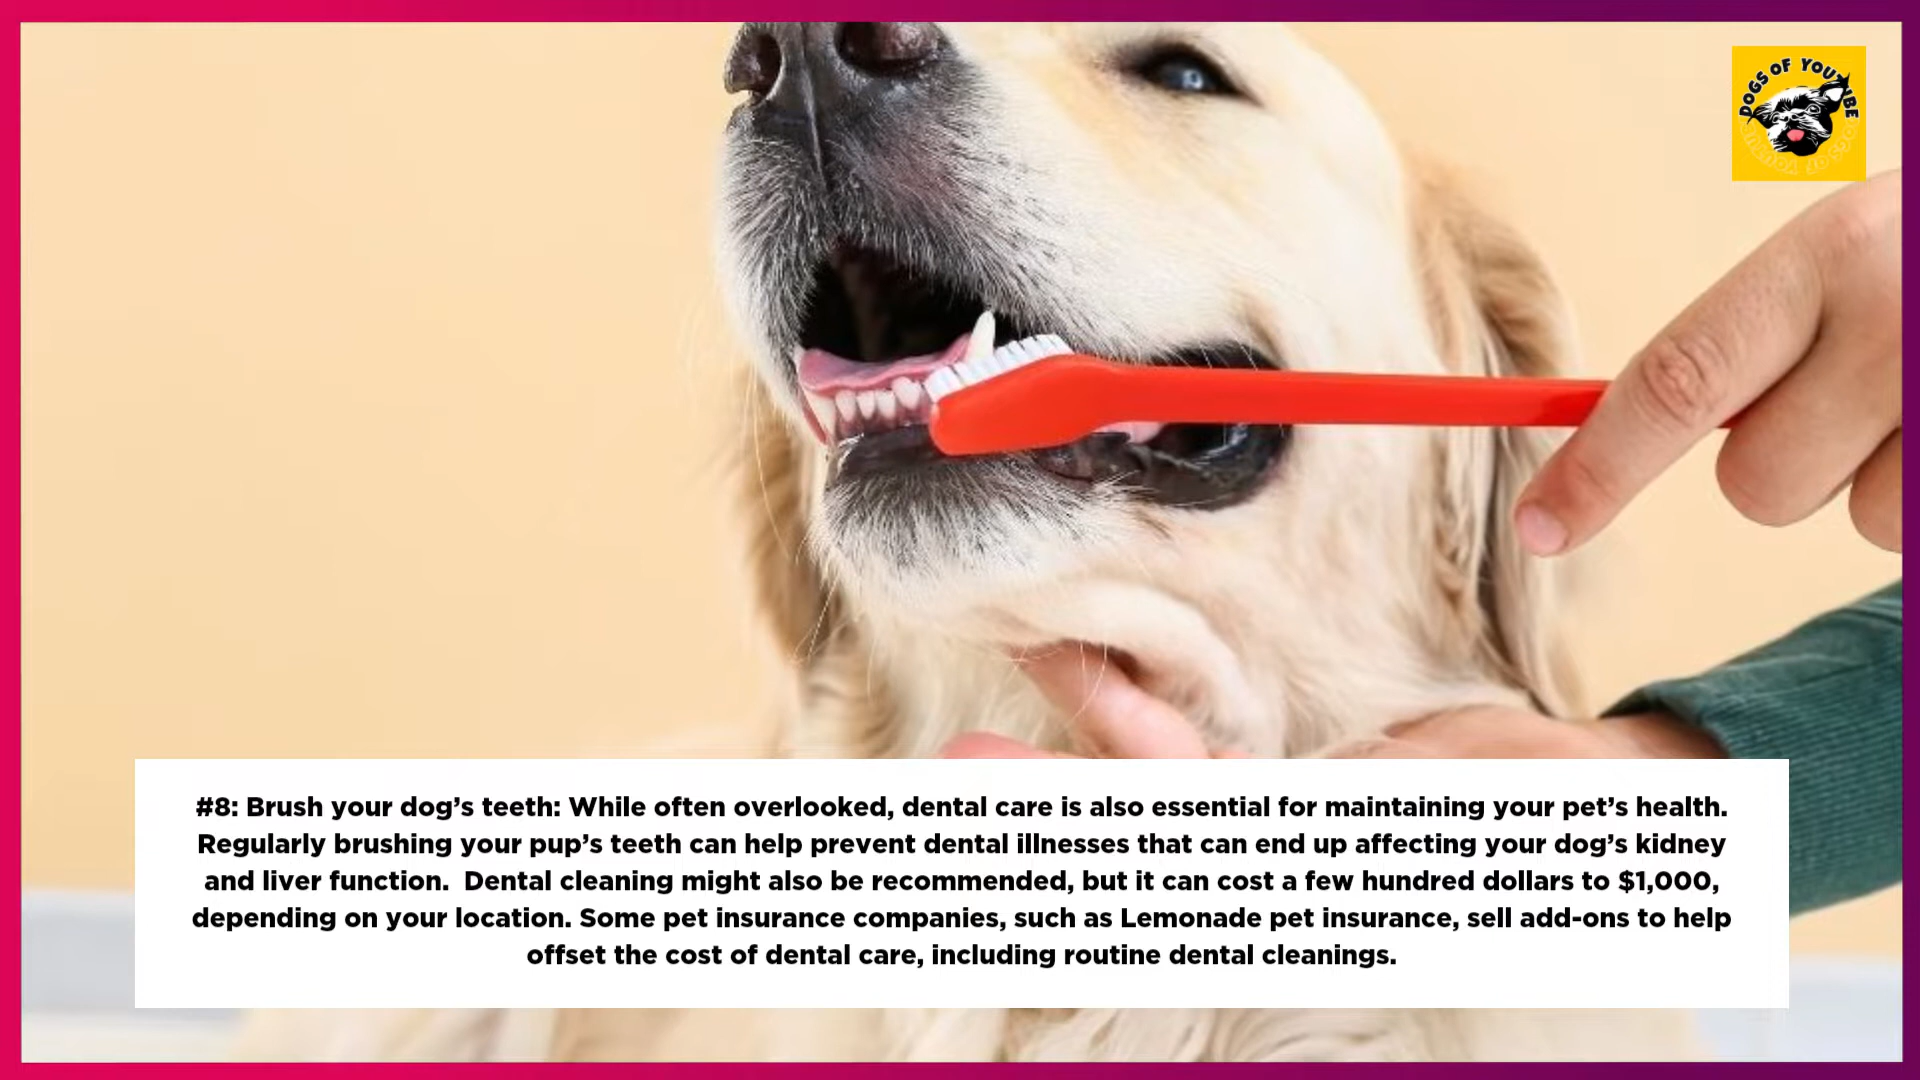 DOGS OF YOUTUBE
#8: Brush your dog’s teeth: While often overlooked, dental care is also essential for maintaining your pet’s health.
Regularly brushing your pup’s teeth can help prevent dental illnesses that can end up affecting your dog’s kidney
and liver function.  Dental cleaning might also be recommended, but it can cost a few hundred dollars to $1,000,
depending on your location. Some pet insurance companies, such as Lemonade pet insurance, sell add-ons to help
offset the cost of dental care, including routine dental cleanings.